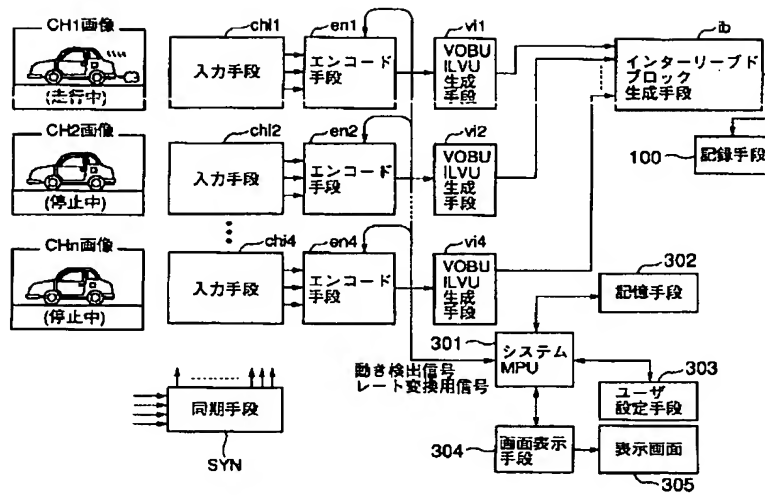 CH1画像
(走行中)
CH2画像
(停止中)
CHn画像
(停止中)
chi1
入力手段
chi2
入力手段
chi4
入力手段
en1
エンコード
手段
en2
エンコード
手段
en4
エンコード
手段
vi1
VOBU
ILVU
生成
手段
vi2
VOBU
ILVU
生成
手段
vi4
VOBU
ILVU
生成
手段
ib
インターリーブド
ブロック
生成手段
100
記録手段
302
記憶手段
301
システム
MPU
動き検出信号
レート変換用信号
303
ユーザ
設定手段
304
画面表示
手段
表示画面
305
同期手段
SYN